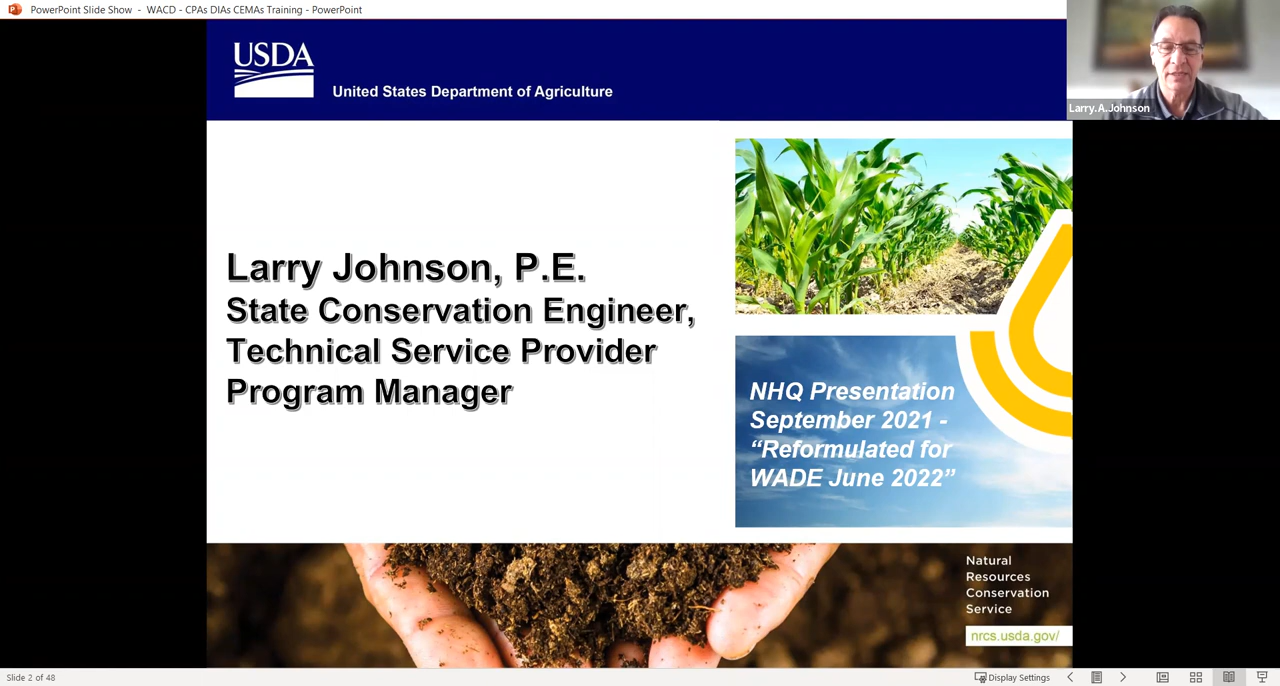 PowerPoint Slide Show - WACD - CPAs DIAs CEMAs Training - PowerPoint
Larry.A.Johnson
USDA
United States Department of Agriculture
Larry Johnson, P.E.
State Conservation Engineer,
Technical Service Provider
Program Manager
NHQ Presentation
September 2021 -
“Reformulated for
WADE June 2022”
Natural
Resources
Conservation
Service
nrcs.usda.gov/
Slide 2 of 48
Display Settings